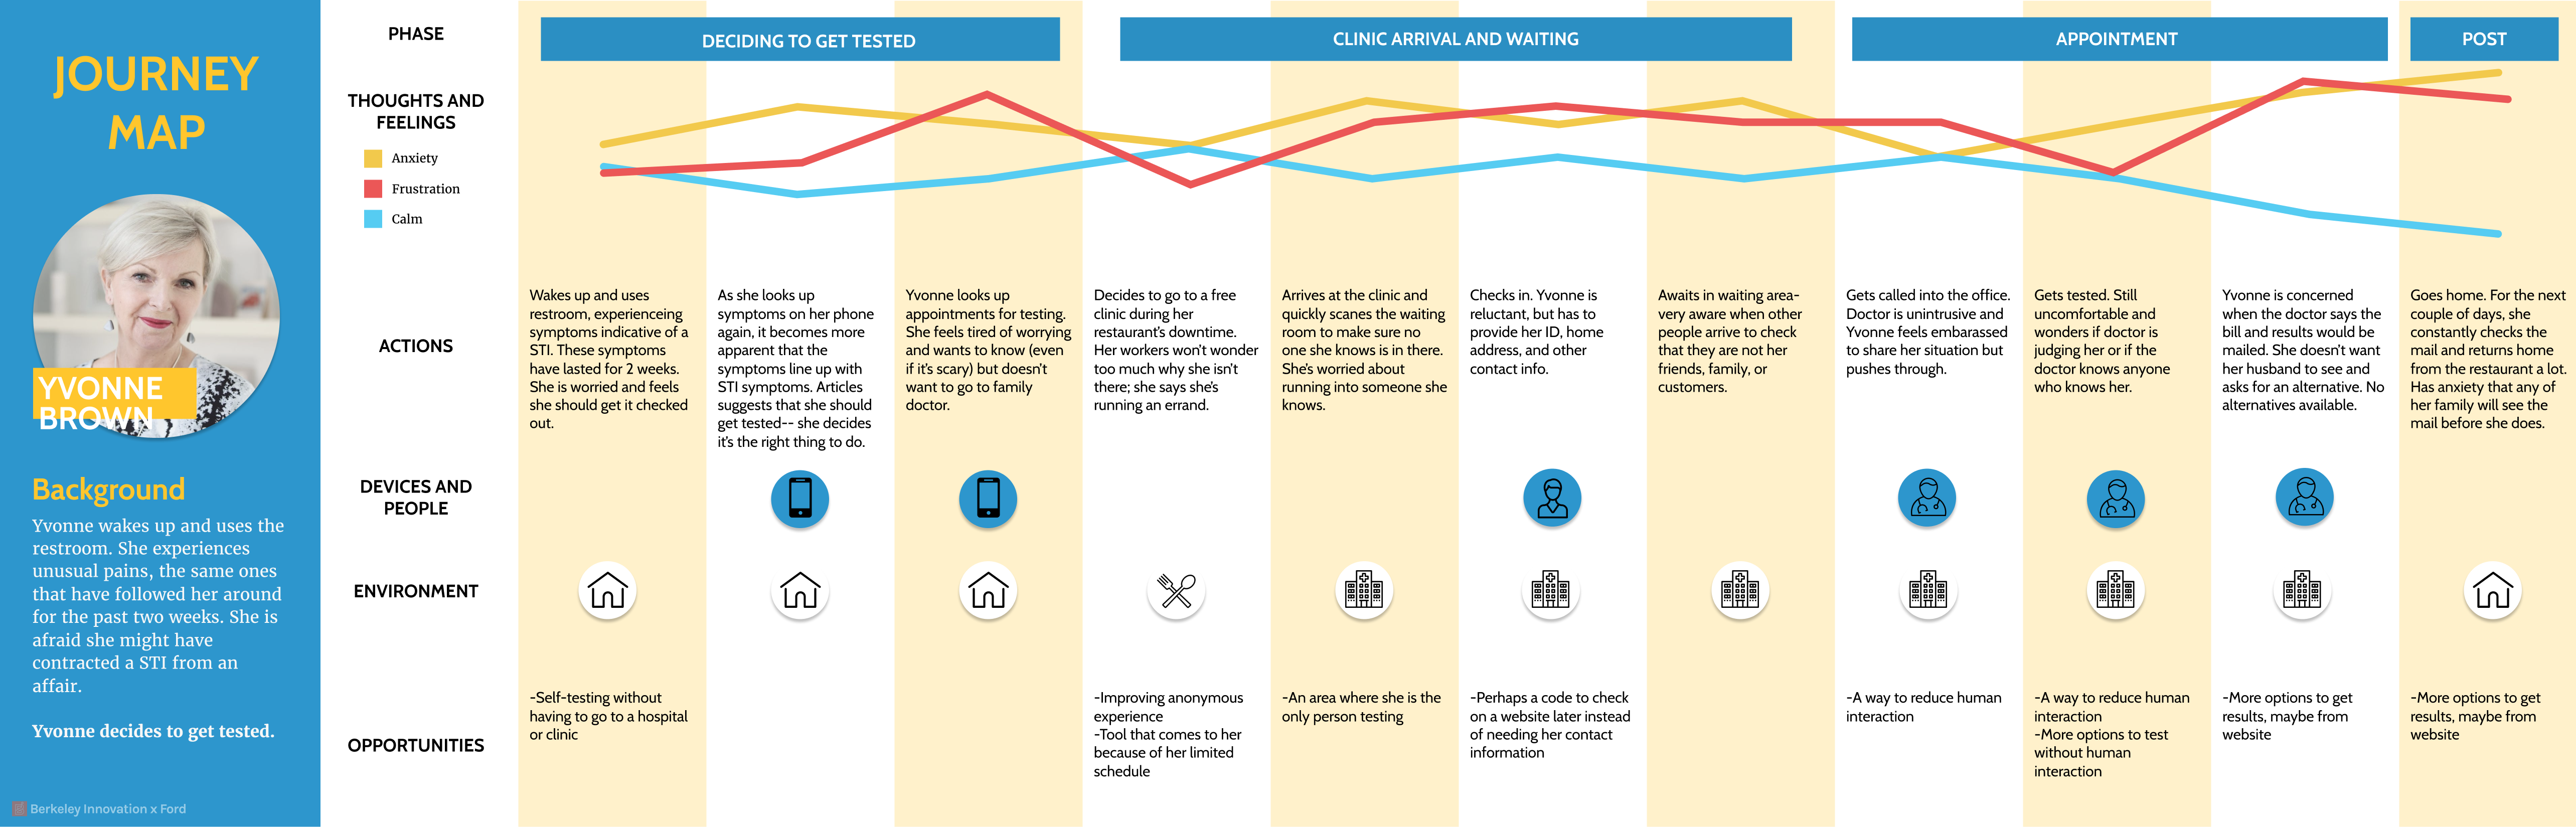 JOURNEY
MAP
YVONNE
BROWN
Background
Yvonne wakes up and uses the
restroom. She experiences
unusual pains, the same ones
that have followed her around
for the past two weeks. She is
afraid she might have
contracted a STI from an
affair.
Yvonne decides to get tested.
Berkeley Innovation x Ford
PHASE
DECIDING TO GET TESTED
CLINIC ARRIVAL AND WAITING
APPOINTMENT
POST
THOUGHTS AND
FEELINGS
Anxiety
Frustration
Calm
ACTIONS
Wakes up and uses
restroom, experiencing
symptoms indicative of a
STI. These symptoms
have lasted for 2 weeks.
She is worried and feels
she should get it checked
out.
As she looks up
symptoms on her phone
again, it becomes more
apparent that the
symptoms line up with
STI symptoms. Articles
suggests that she should
get tested-- she decides
it's the right thing to do.
Yvonne looks up
appointments for testing.
She feels tired of worrying
and wants to know (even
if it's scary) but doesn't
want to go to family
doctor.
Decides to go to a free
clinic during her
restaurant's downtime.
Her workers won't wonder
too much why she isn't
there; she says she's
running an errand.
Arrives at the clinic and
quickly scanes the waiting
room to make sure no
one she knows is in there.
She's worried about
running into someone she
knows.
Checks in. Yvonne is
reluctant, but has to
provide her ID, home
address, and other
contact info.
Awaits in waiting area-
very aware when other
people arrive to check
that they are not her
friends, family, or
customers.
Gets called into the office.
Doctor is unintrusive and
Yvonne feels embarassed
to share her situation but
pushes through.
Gets tested. Still
uncomfortable and
wonders if doctor is
judging her or if the
doctor knows anyone
who knows her.
Yvonne is concerned
when the doctor says the
bill and results would be
mailed. She doesn't want
her husband to see and
asks for an alternative. No
alternatives available.
Goes home. For the next
couple of days, she
constantly checks the
mail and returns home
from the restaurant a lot.
Has anxiety that any of
her family will see the
mail before she does.
DEVICES AND
PEOPLE
ENVIRONMENT
OPPORTUNITIES
-Self-testing without
having to go to a hospital
or clinic
-Improving anonymous
experience
-Tool that comes to her
because of her limited
schedule
-An area where she is the
only person testing
-Perhaps a code to check
on a website later instead
of needing her contact
information
-A way to reduce human
interaction
-A way to reduce human
interaction
-More options to test
without human
interaction
-More options to get
results, maybe from
website
-More options to get
results, maybe from
website